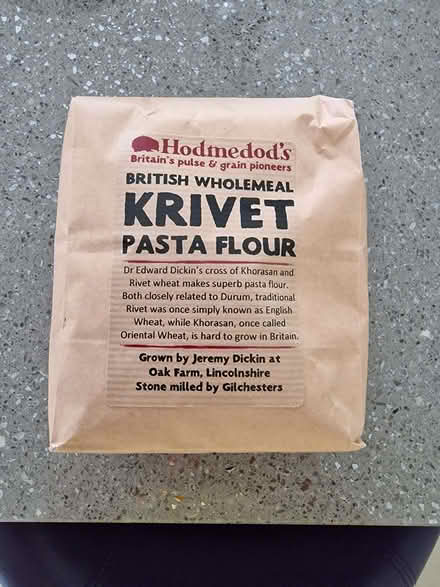 Hodmedod's
Britain's pulse & grain pioneers
BRITISH WHOLEMEAL
KRIVET
PASTA FLOUR
Dr Edward Dickin's cross of Khorasan and
Rivet wheat makes superb pasta flour.
Both closely related to Durum, traditional
Rivet was once simply known as English
Wheat, while Khorasan, once called
Oriental Wheat, is hard to grow in Britain.
Grown by Jeremy Dickin at
Oak Farm, Lincolnshire
Stone milled by Gilchesters